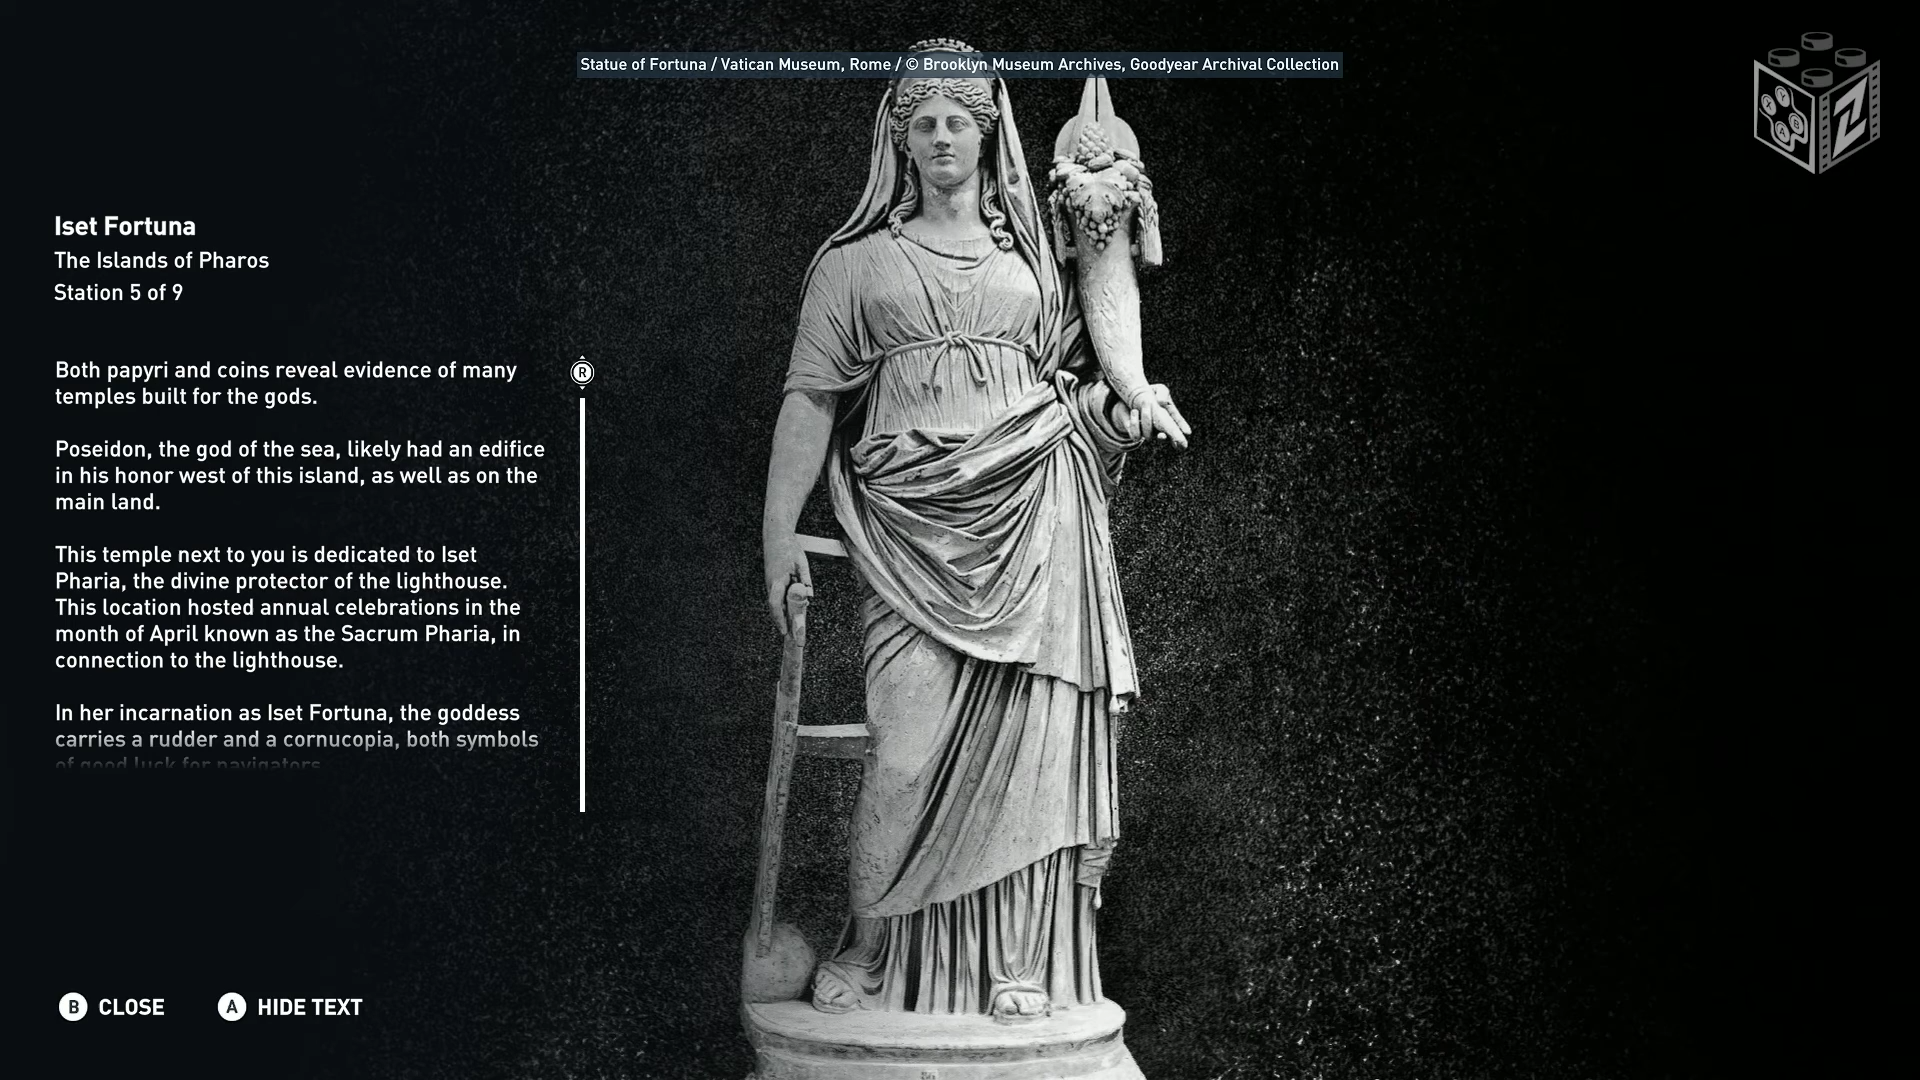 Statue of Fortuna / Vatican Museum, Rome / © Brooklyn Museum Archives, Goodyear Archival Collection
X
Y
A
B
Z
Iset Fortuna
The Islands of Pharos
Station 5 of 9
R
Both papyri and coins reveal evidence of many
temples built for the gods.
Poseidon, the god of the sea, likely had an edifice
in his honor west of this island, as well as on the
main land.
This temple next to you is dedicated to Iset
Pharia, the divine protector of the lighthouse.
This location hosted annual celebrations in the
month of April known as the Sacrum Pharia, in
connection to the lighthouse.
In her incarnation as Iset Fortuna, the goddess
carries a rudder and a cornucopia, both symbols
of good luck for navigators
B CLOSE
A HIDE TEXT